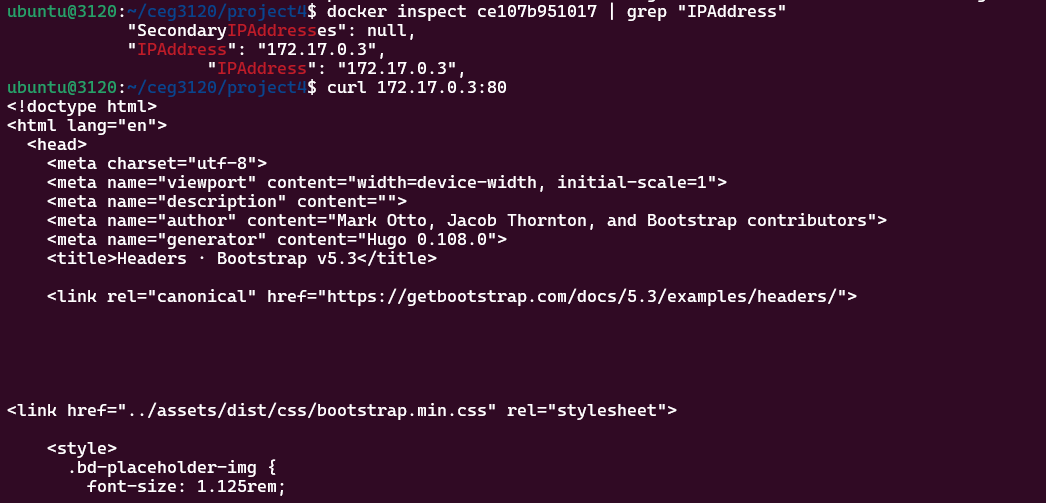 ubuntu@3120:~/ceg3120/project4$ docker inspect ce107b951017 | grep "IPAddress"
            "SecondaryIPAddresses": null,
            "IPAddress": "172.17.0.3",
                    "IPAddress": "172.17.0.3",
ubuntu@3120:~/ceg3120/project4$ curl 172.17.0.3:80
<!doctype html>
<html lang="en">
  <head>
    <meta charset="utf-8">
    <meta name="viewport" content="width=device-width, initial-scale=1">
    <meta name="description" content="">
    <meta name="author" content="Mark Otto, Jacob Thornton, and Bootstrap contributors">
    <meta name="generator" content="Hugo 0.108.0">
    <title>Headers · Bootstrap v5.3</title>
    <link rel="canonical" href="https://getbootstrap.com/docs/5.3/examples/headers/">
<link href="../assets/dist/css/bootstrap.min.css" rel="stylesheet">
    <style>
      .bd-placeholder-img {
        font-size: 1.125rem;